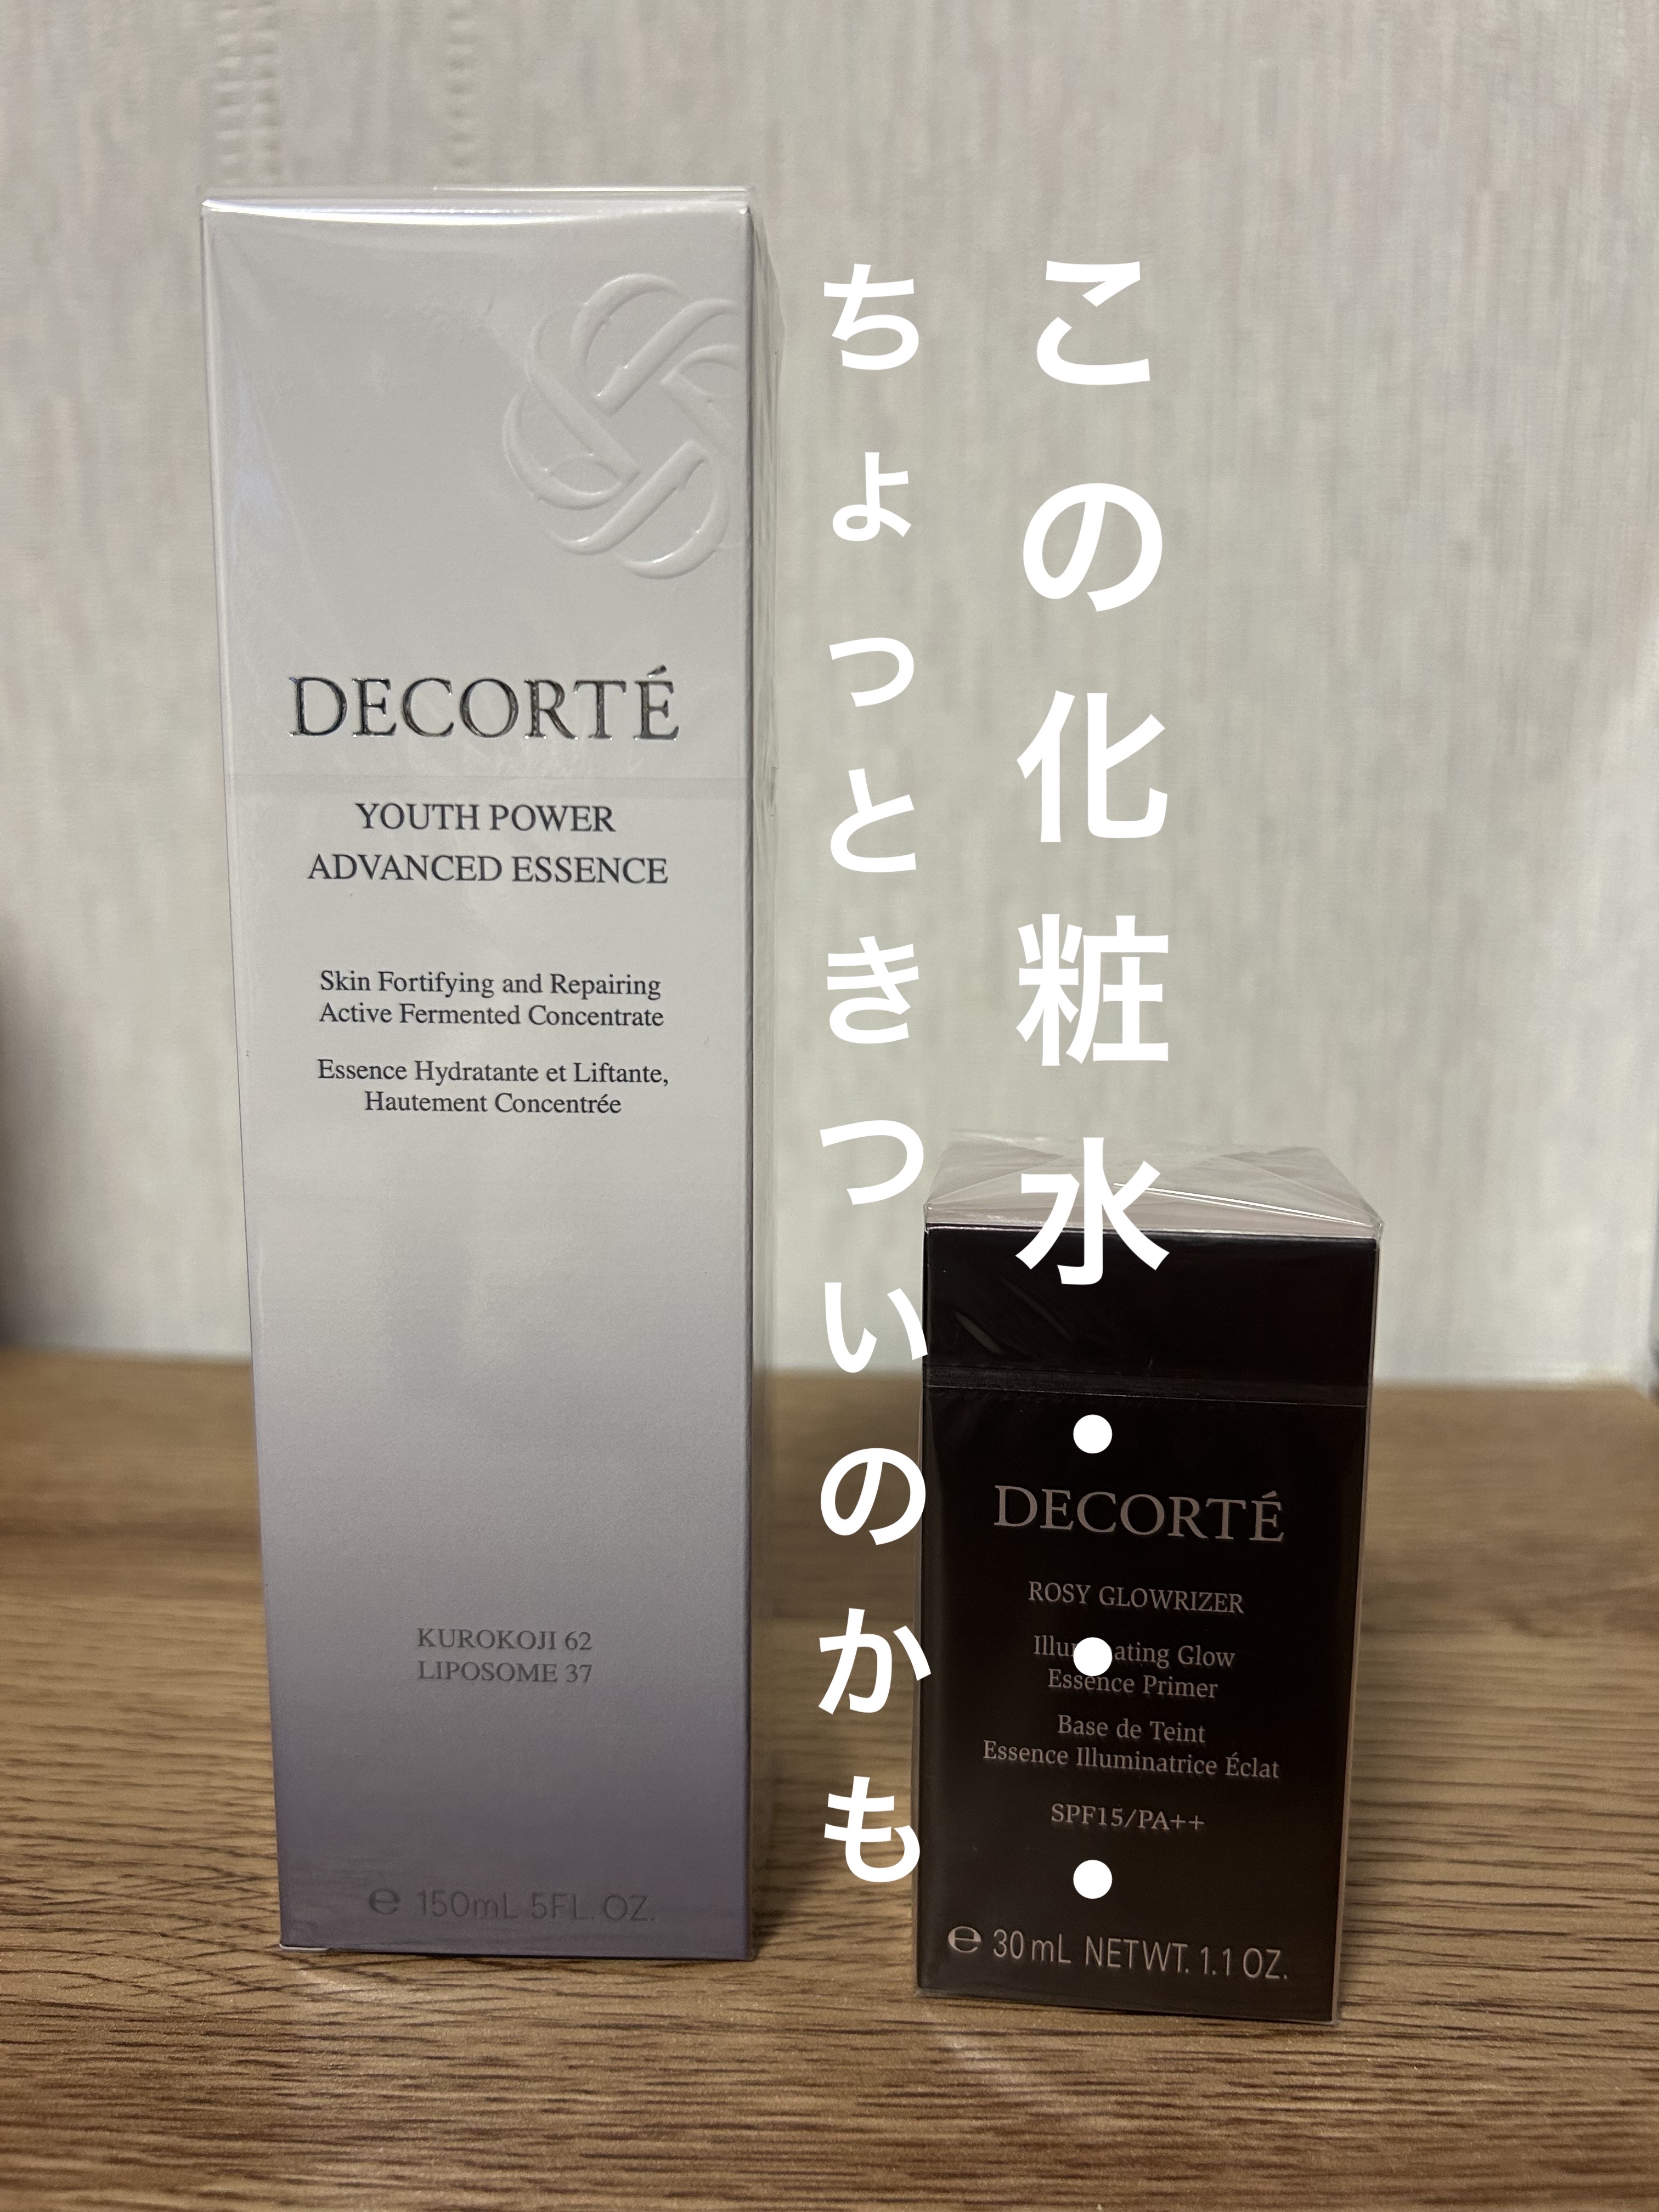 この化粧水・・・
ちょっときついのかも
DECORTÉ
YOUTH POWER
ADVANCED ESSENCE
Skin Fortifying and Repairing
Active Fermented Concentrate
Essence Hydratante et Liftante,
Hautement Concentrée
KUROKOJI 62
LIPOSOME 37
℮ 150mL 5FL. OZ.
DECORTÉ
ROSY GLOWRIZER
Illuminating Glow
Essence Primer
Base de Teint
Essence Illuminatrice Éclat
SPF15/PA++
℮ 30 mL NETWT. 1.1 OZ.